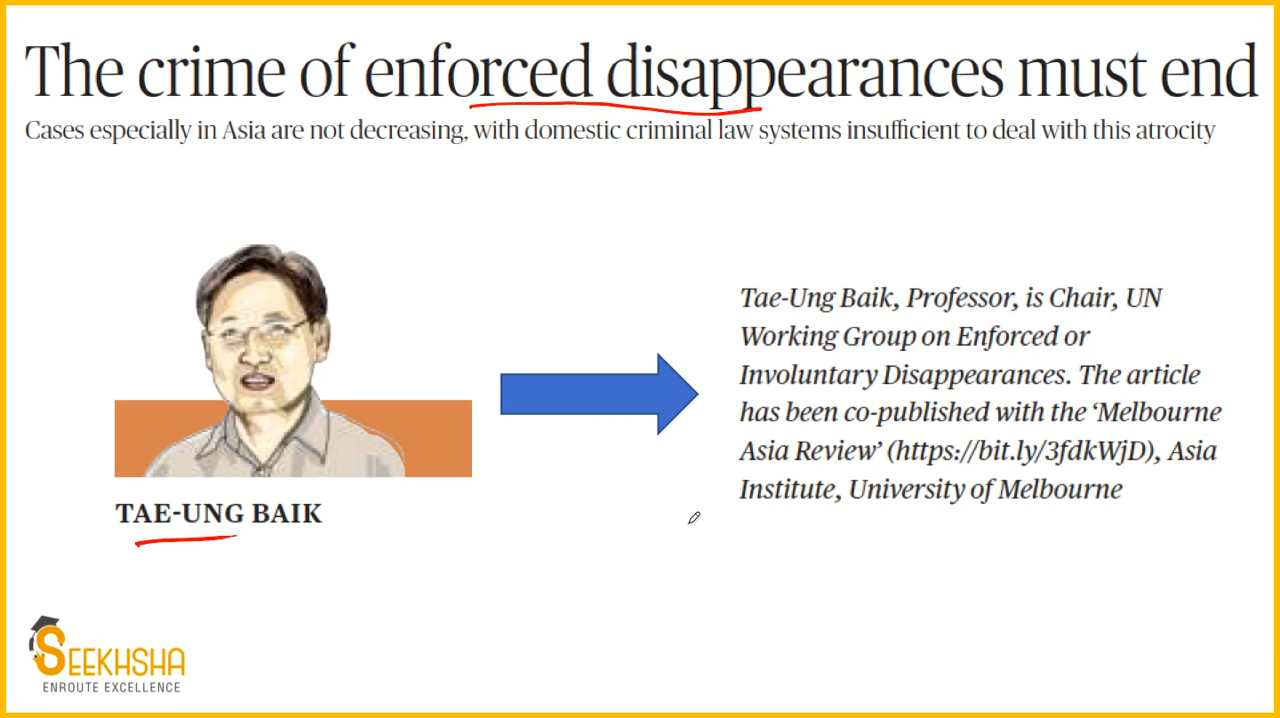 The crime of enforced disappearances must end
Cases especially in Asia are not decreasing, with domestic criminal law systems insufficient to deal with this atrocity
TAE-UNG BAIK
Tae-Ung Baik, Professor, is Chair, UN
Working Group on Enforced or
Involuntary Disappearances. The article
has been co-published with the ‘Melbourne
Asia Review’ (https://bit.ly/3fdkWjD), Asia
Institute, University of Melbourne
SEEKHSHA
ENROUTE EXCELLENCE